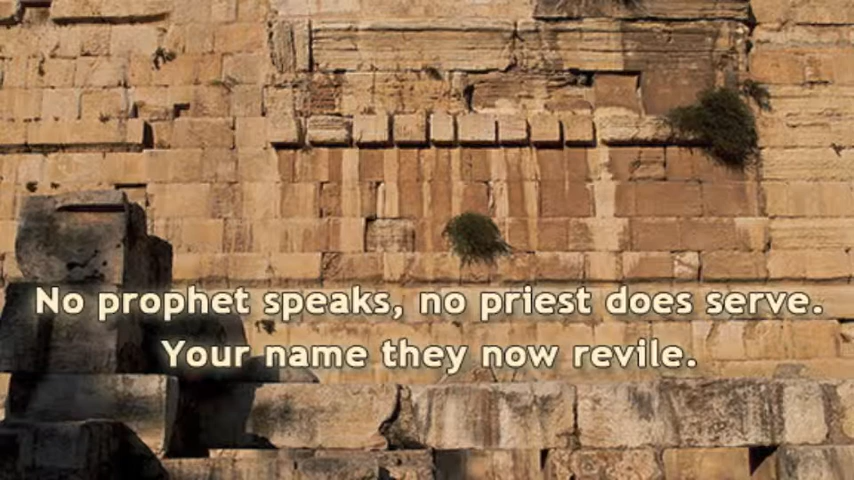 No prophet speaks, no priest does serve.
Your name they now revile.